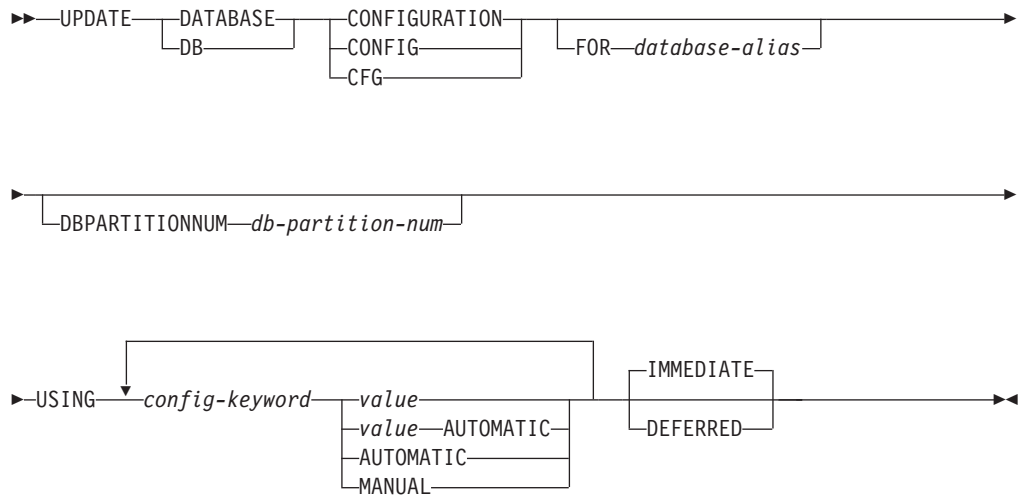 UPDATE DATABASE CONFIGURATION
DB CONFIG FOR database-alias
CFG
DBPARTITIONNUM db-partition-num
IMMEDIATE
USING config-keyword value
value AUTOMATIC DEFERRED
AUTOMATIC
MANUAL